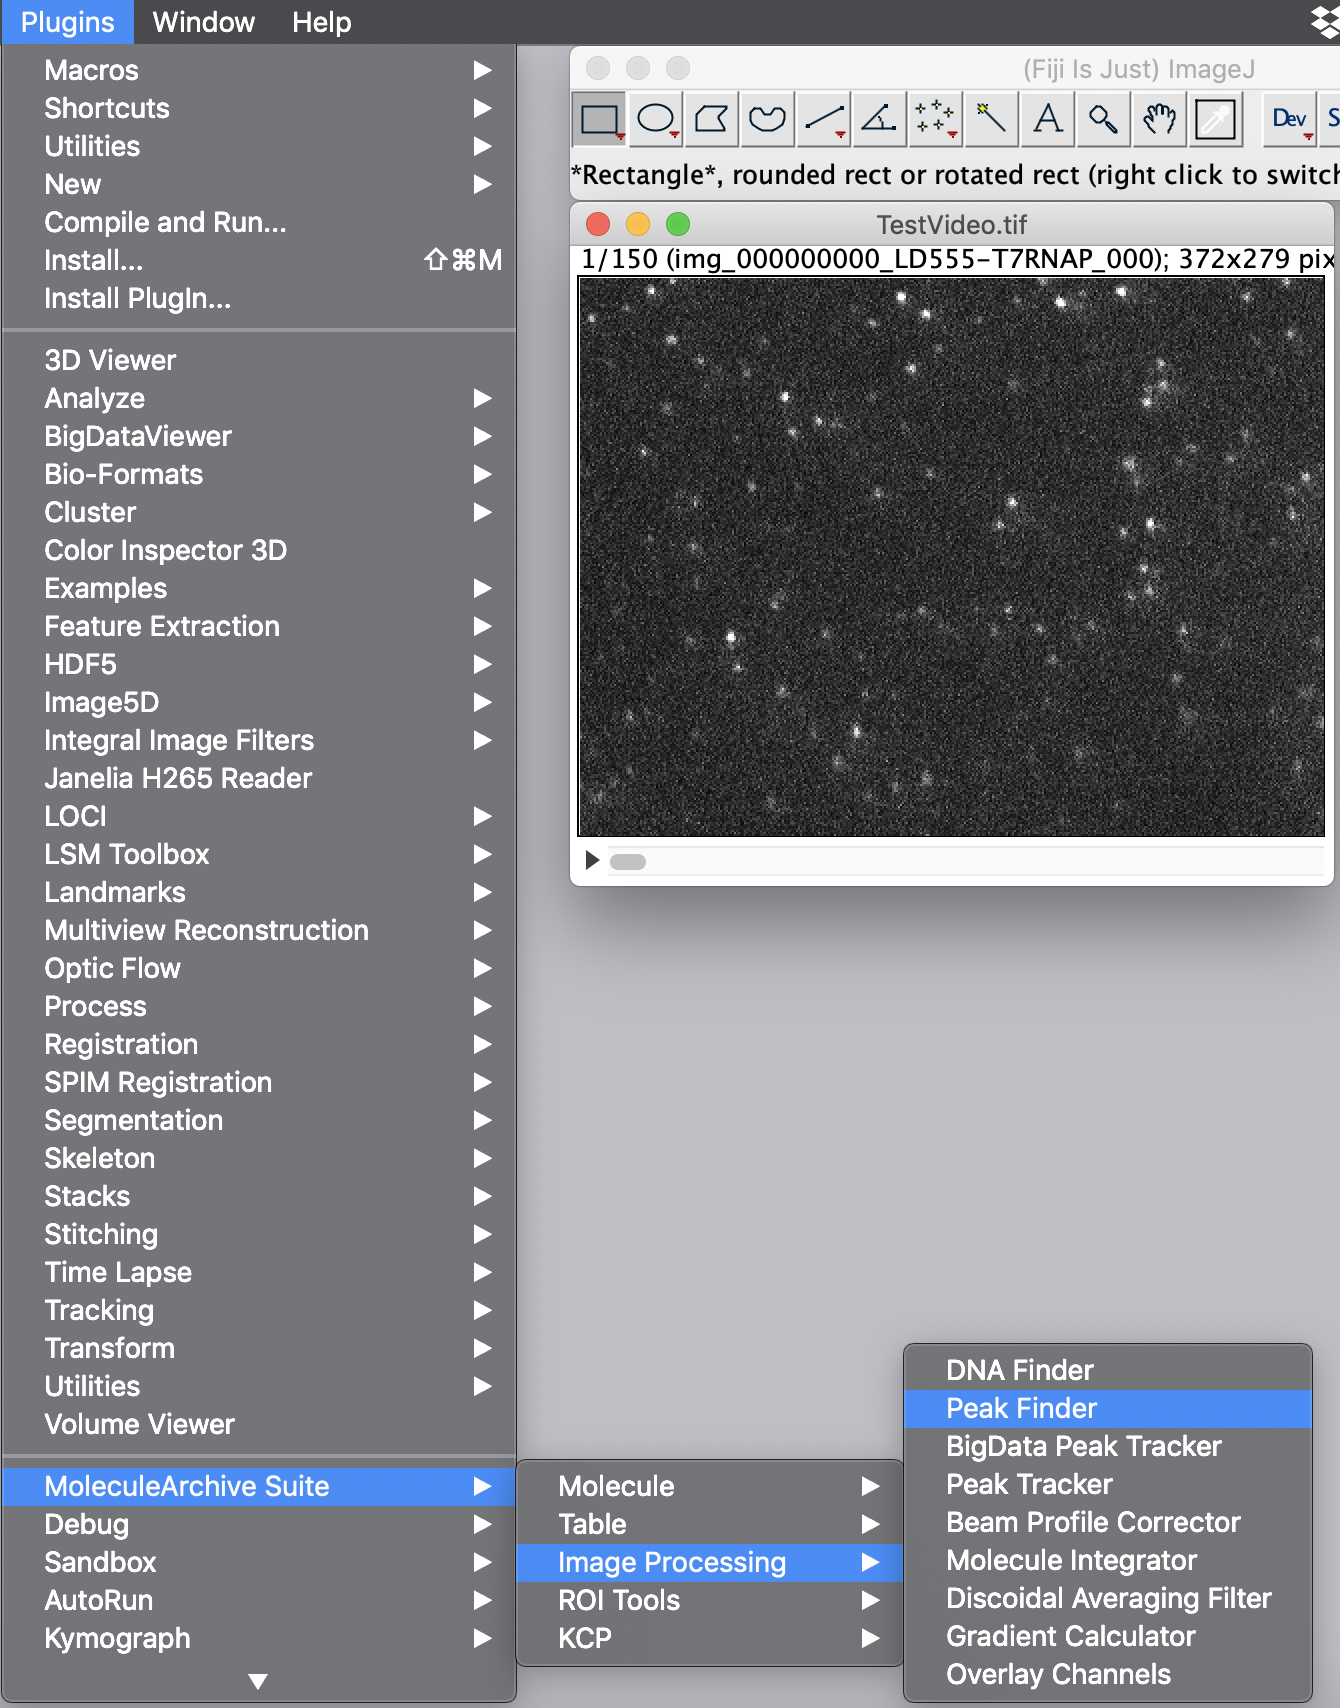 Plugins Window Help
Macros
Shortcuts
Utilities
New
Compile and Run...
Install... ⇧⌘M
Install PlugIn...
3D Viewer
Analyze
BigDataViewer
Bio-Formats
Cluster
Color Inspector 3D
Examples
Feature Extraction
HDF5
Image5D
Integral Image Filters
Janelia H265 Reader
LOCI
LSM Toolbox
Landmarks
Multiview Reconstruction
Optic Flow
Process
Registration
SPIM Registration
Segmentation
Skeleton
Stacks
Stitching
Time Lapse
Tracking
Transform
Utilities
Volume Viewer
MoleculeArchive Suite
Debug
Sandbox
AutoRun
Kymograph
Molecule
Table
Image Processing
ROI Tools
KCP
DNA Finder
Peak Finder
BigData Peak Tracker
Peak Tracker
Beam Profile Corrector
Molecule Integrator
Discoidal Averaging Filter
Gradient Calculator
Overlay Channels
(Fiji Is Just) ImageJ
A Dev S
*Rectangle*, rounded rect or rotated rect (right click to switch
TestVideo.tif
1/150 (img_000000000_LD555-T7RNAP_000); 372x279 pix